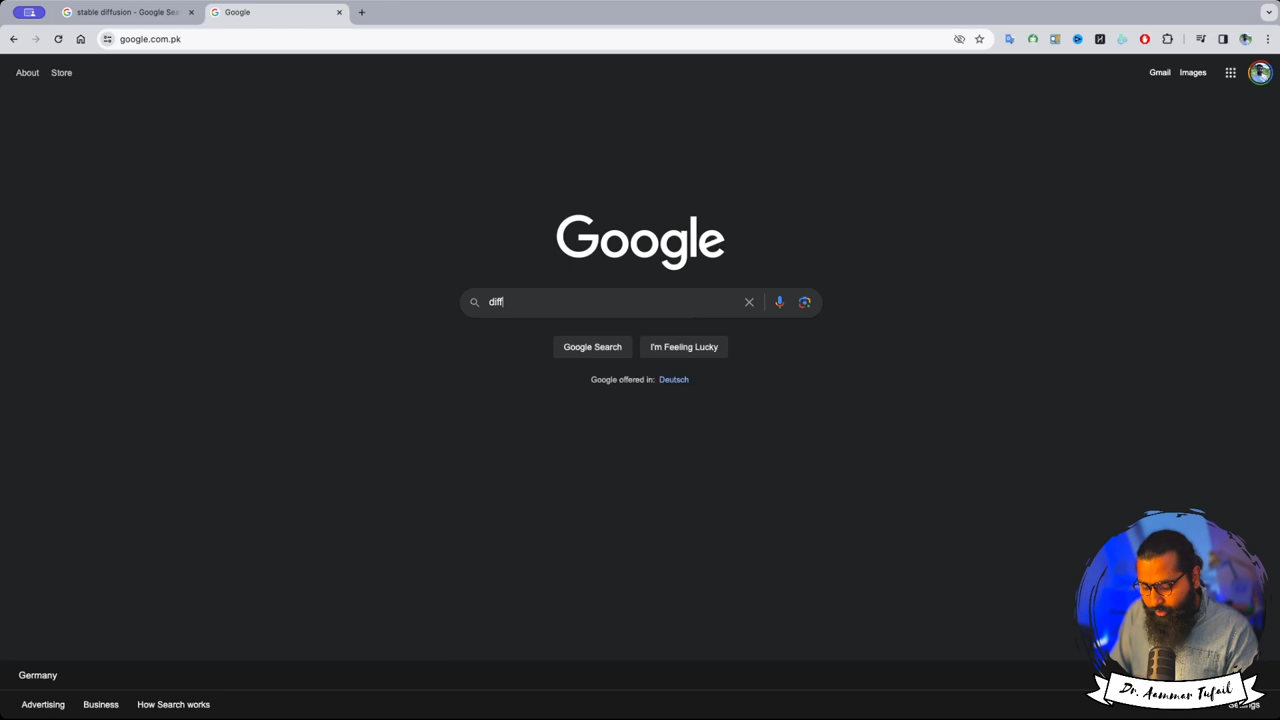 stable diffusion - Google Sea
Google
google.com.pk
About
Store
Gmail
Images
Google
diff
Google Search
I'm Feeling Lucky
Google offered in: Deutsch
Germany
Advertising
Business
How Search works
Settings
Dr. Aammar Tufail